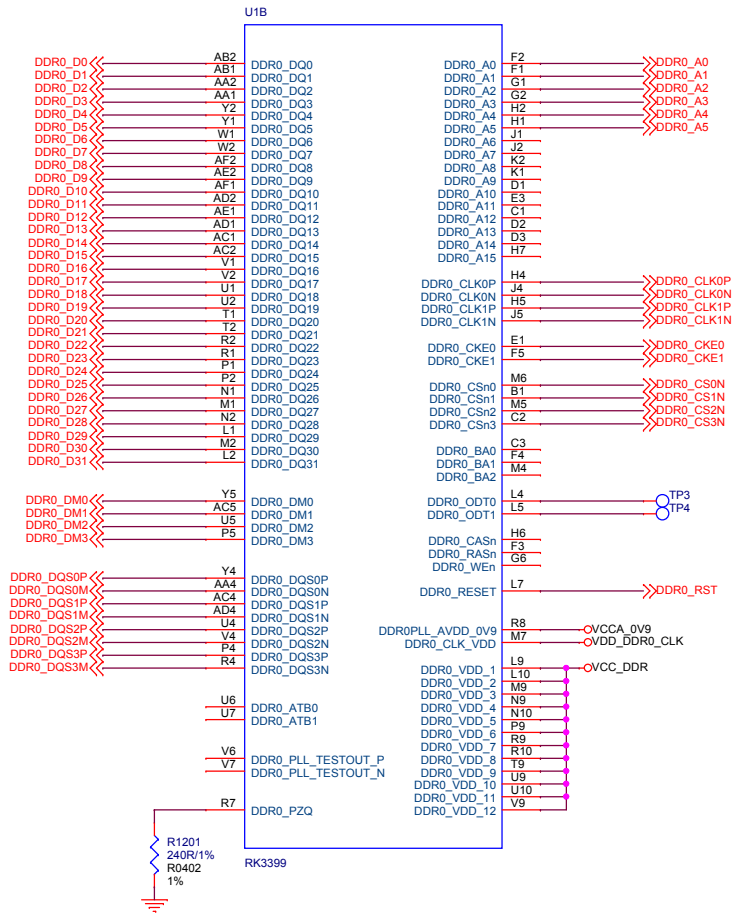 U1B
DDR0_D0 AB2 DDR0_DQ0 DDR0_A0 F2 DDR0_A0
DDR0_D1 AB1 DDR0_DQ1 DDR0_A1 F1 DDR0_A1
DDR0_D2 AA2 DDR0_DQ2 DDR0_A2 G1 DDR0_A2
DDR0_D3 AA1 DDR0_DQ3 DDR0_A3 G2 DDR0_A3
DDR0_D4 Y2 DDR0_DQ4 DDR0_A4 H2 DDR0_A4
DDR0_D5 Y1 DDR0_DQ5 DDR0_A5 H1 DDR0_A5
DDR0_D6 W1 DDR0_DQ6 DDR0_A6 J1
DDR0_D7 W2 DDR0_DQ7 DDR0_A7 J2
DDR0_D8 AF2 DDR0_DQ8 DDR0_A8 K2
DDR0_D9 AE2 DDR0_DQ9 DDR0_A9 K1
DDR0_D10 AF1 DDR0_DQ10 DDR0_A10 D1
DDR0_D11 AD2 DDR0_DQ11 DDR0_A11 E3
DDR0_D12 AE1 DDR0_DQ12 DDR0_A12 C1
DDR0_D13 AD1 DDR0_DQ13 DDR0_A13 D2
DDR0_D14 AC1 DDR0_DQ14 DDR0_A14 D3
DDR0_D15 AC2 DDR0_DQ15 DDR0_A15 H7
DDR0_D16 V1 DDR0_DQ16
DDR0_D17 V2 DDR0_DQ17 DDR0_CLK0P H4 DDR0_CLK0P
DDR0_D18 U1 DDR0_DQ18 DDR0_CLK0N J4 DDR0_CLK0N
DDR0_D19 U2 DDR0_DQ19 DDR0_CLK1P H5 DDR0_CLK1P
DDR0_D20 T1 DDR0_DQ20 DDR0_CLK1N J5 DDR0_CLK1N
DDR0_D21 T2 DDR0_DQ21
DDR0_D22 R2 DDR0_DQ22 DDR0_CKE0 E1 DDR0_CKE0
DDR0_D23 R1 DDR0_DQ23 DDR0_CKE1 F5 DDR0_CKE1
DDR0_D24 P1 DDR0_DQ24
DDR0_D25 P2 DDR0_DQ25 DDR0_CSn0 M6 DDR0_CS0N
DDR0_D26 N1 DDR0_DQ26 DDR0_CSn1 B1 DDR0_CS1N
DDR0_D27 M1 DDR0_DQ27 DDR0_CSn2 M5 DDR0_CS2N
DDR0_D28 N2 DDR0_DQ28 DDR0_CSn3 C2 DDR0_CS3N
DDR0_D29 L1 DDR0_DQ29
DDR0_D30 M2 DDR0_DQ30 DDR0_BA0 C3
DDR0_D31 L2 DDR0_DQ31 DDR0_BA1 F4
DDR0_BA2 M4
DDR0_DM0 Y5 DDR0_DM0 DDR0_ODT0 L4 TP3
DDR0_DM1 AC5 DDR0_DM1 DDR0_ODT1 L5 TP4
DDR0_DM2 U5 DDR0_DM2
DDR0_DM3 P5 DDR0_DM3 DDR0_CASn H6
DDR0_RASn F3
DDR0_WEn G6
DDR0_DQS0P Y4 DDR0_DQS0P
DDR0_DQS0M AA4 DDR0_DQS0N DDR0_RESET L7 DDR0_RST
DDR0_DQS1P AC4 DDR0_DQS1P
DDR0_DQS1M AD4 DDR0_DQS1N
DDR0_DQS2P U4 DDR0_DQS2P DDR0PLL_AVDD_0V9 R8 VCCA_0V9
DDR0_DQS2M V4 DDR0_DQS2N DDR0_CLK_VDD M7 VDD_DDR0_CLK
DDR0_DQS3P P4 DDR0_DQS3P
DDR0_DQS3M R4 DDR0_DQS3N DDR0_VDD_1 L9 VCC_DDR
DDR0_VDD_2 L10
DDR0_VDD_3 M9
U6 DDR0_ATB0 DDR0_VDD_4 N9
U7 DDR0_ATB1 DDR0_VDD_5 N10
DDR0_VDD_6 P9
DDR0_VDD_7 R9
V6 DDR0_PLL_TESTOUT_P DDR0_VDD_8 R10
V7 DDR0_PLL_TESTOUT_N DDR0_VDD_9 T9
DDR0_VDD_10 U9
DDR0_VDD_11 U10
R7 DDR0_PZQ DDR0_VDD_12 V9
R1201
240R/1%
R0402
1%
RK3399